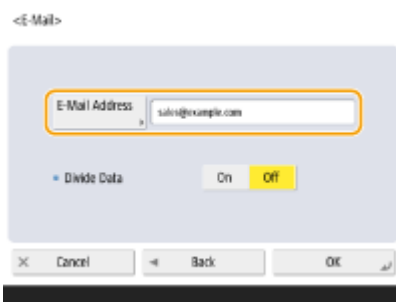 <E-Mail>
E-Mail Address sales@example.com
Divide Data On Off
Cancel Back OK